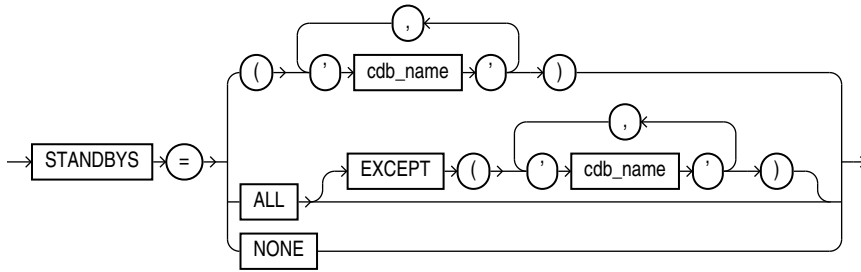 ,
( ' cdb_name ' )
,
STANDBYS =
EXCEPT ( ' cdb_name ' )
ALL
NONE